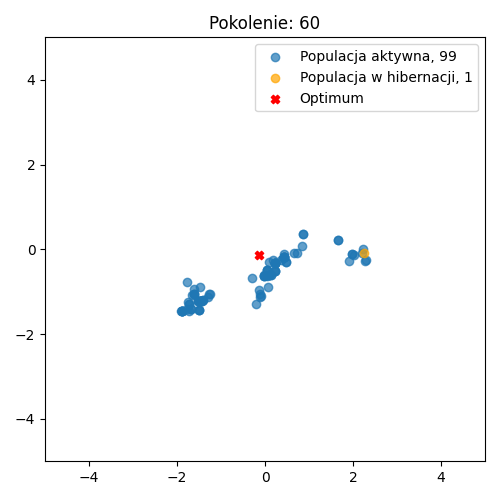 Pokolenie: 60
Populacja aktywna, 99
Populacja w hibernacji, 1
Optimum
4
2
0
−2
−4
−4 −2 0 2 4